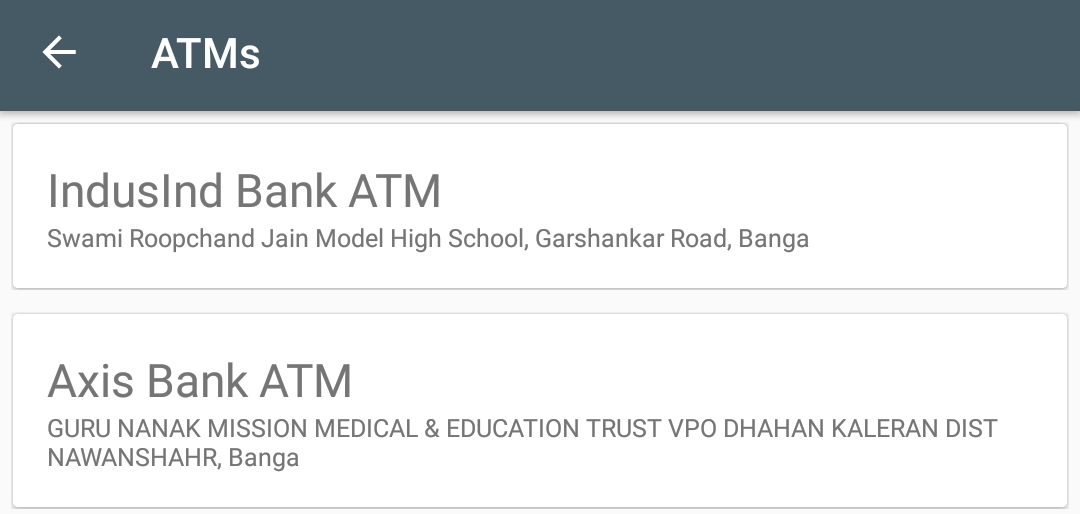 ATMs
IndusInd Bank ATM
Swami Roopchand Jain Model High School, Garshankar Road, Banga
Axis Bank ATM
GURU NANAK MISSION MEDICAL & EDUCATION TRUST VPO DHAHAN KALERAN DIST
NAWANSHAHR, Banga